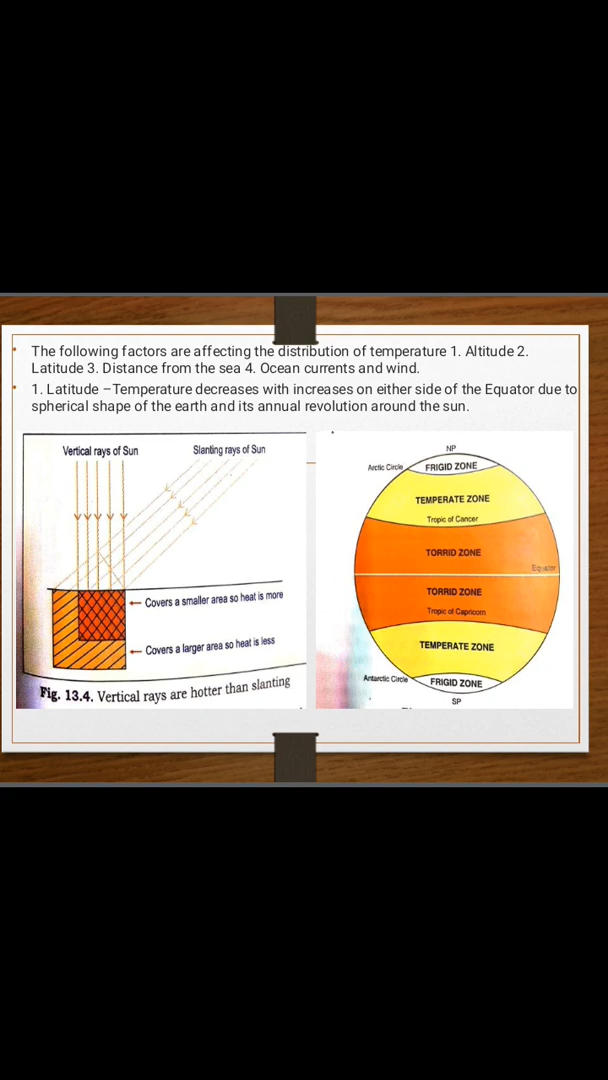 • The following factors are affecting the distribution of temperature 1. Altitude 2.
Latitude 3. Distance from the sea 4. Ocean currents and wind.
• 1. Latitude –Temperature decreases with increases on either side of the Equator due to
spherical shape of the earth and its annual revolution around the sun.
Vertical rays of Sun
Slanting rays of Sun
Covers a smaller area so heat is more
Covers a larger area so heat is less
Fig. 13.4. Vertical rays are hotter than slanting
NP
Arctic Circle
FRIGID ZONE
TEMPERATE ZONE
Tropic of Cancer
TORRID ZONE
Equator
TORRID ZONE
Tropic of Capricorn
TEMPERATE ZONE
Antarctic Circle
FRIGID ZONE
SP